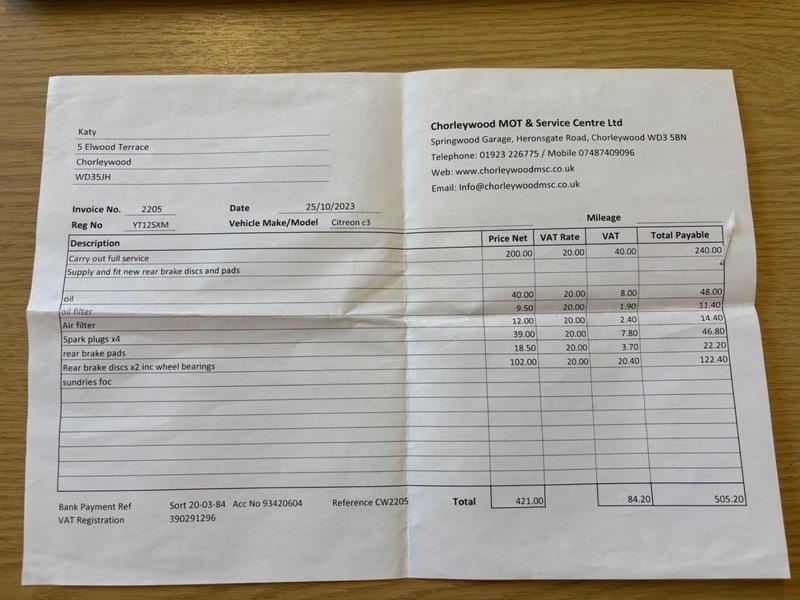 Katy
5 Elwood Terrace
Chorleywood
WD35JH
Chorleywood MOT & Service Centre Ltd
Springwood Garage, Heronsgate Road, Chorleywood WD3 5BN
Telephone: 01923 226775 / Mobile 07487409096
Web: www.chorleywoodmsc.co.uk
Email: Info@chorleywoodmsc.co.uk
Invoice No. 2205 Date 25/10/2023
Reg No YT12SXM Vehicle Make/Model Citreon c3 Mileage
Description Price Net VAT Rate VAT Total Payable
Carry out full service 200.00 20.00 40.00 240.00
Supply and fit new rear brake discs and pads
oil 40.00 20.00 8.00 48.00
oil filter 9.50 20.00 1.90 11.40
Air filter 12.00 20.00 2.40 14.40
Spark plugs x4 39.00 20.00 7.80 46.80
rear brake pads 18.50 20.00 3.70 22.20
Rear brake discs x2 inc wheel bearings 102.00 20.00 20.40 122.40
sundries foc
Bank Payment Ref Sort 20-03-84 Acc No 93420604 Reference CW2205 Total 421.00 84.20 505.20
VAT Registration 390291296